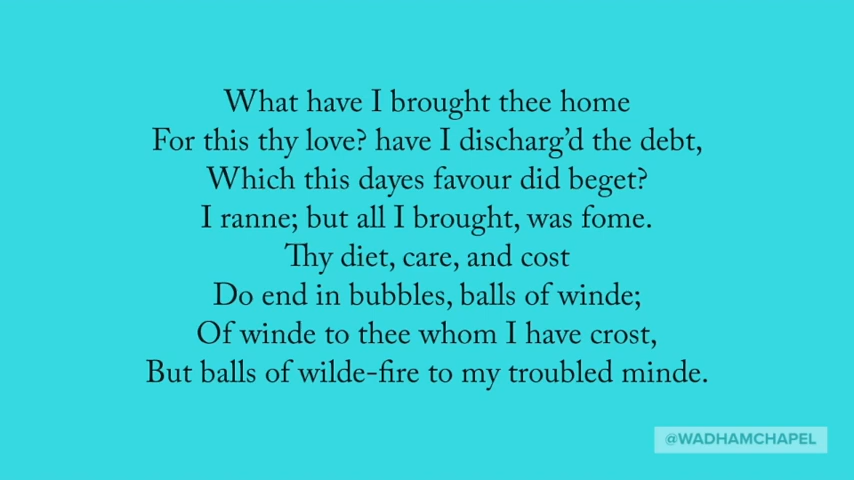 What have I brought thee home
For this thy love? have I discharg’d the debt,
Which this dayes favour did beget?
I ranne; but all I brought, was fome.
Thy diet, care, and cost
Do end in bubbles, balls of winde;
Of winde to thee whom I have crost,
But balls of wilde-fire to my troubled minde.
@WADHAMCHAPEL